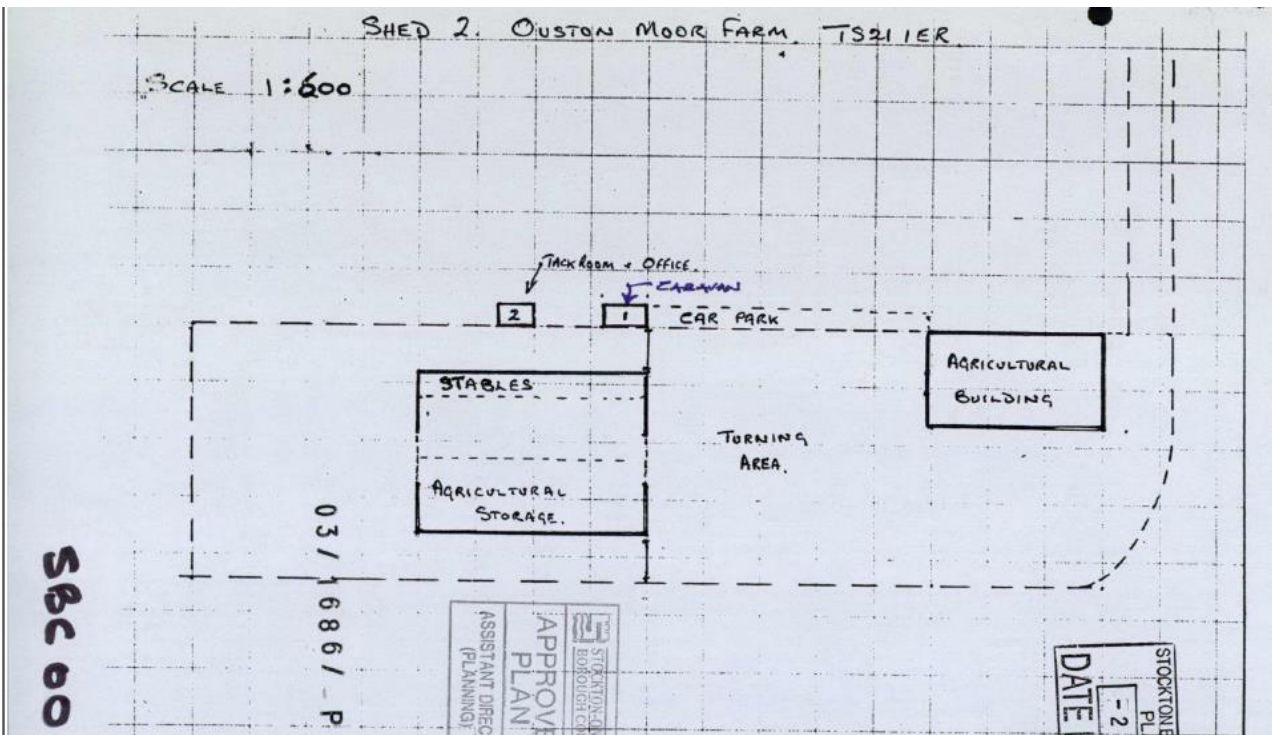 SHED 2. OUSTON MOOR FARM. TS21 1ER
SCALE 1:600
TACK ROOM + OFFICE.
CARAVAN
2
1
CAR PARK
STABLES
AGRICULTURAL
BUILDING
TURNING
AREA.
AGRICULTURAL
STORAGE.
03/1686/P
SBC 00
STOCKTON-ON
BOROUGH COU
APPROVE
PLAN
ASSISTANT DIREC
(PLANNING)
STOCKTON
PL
- 2
DATE